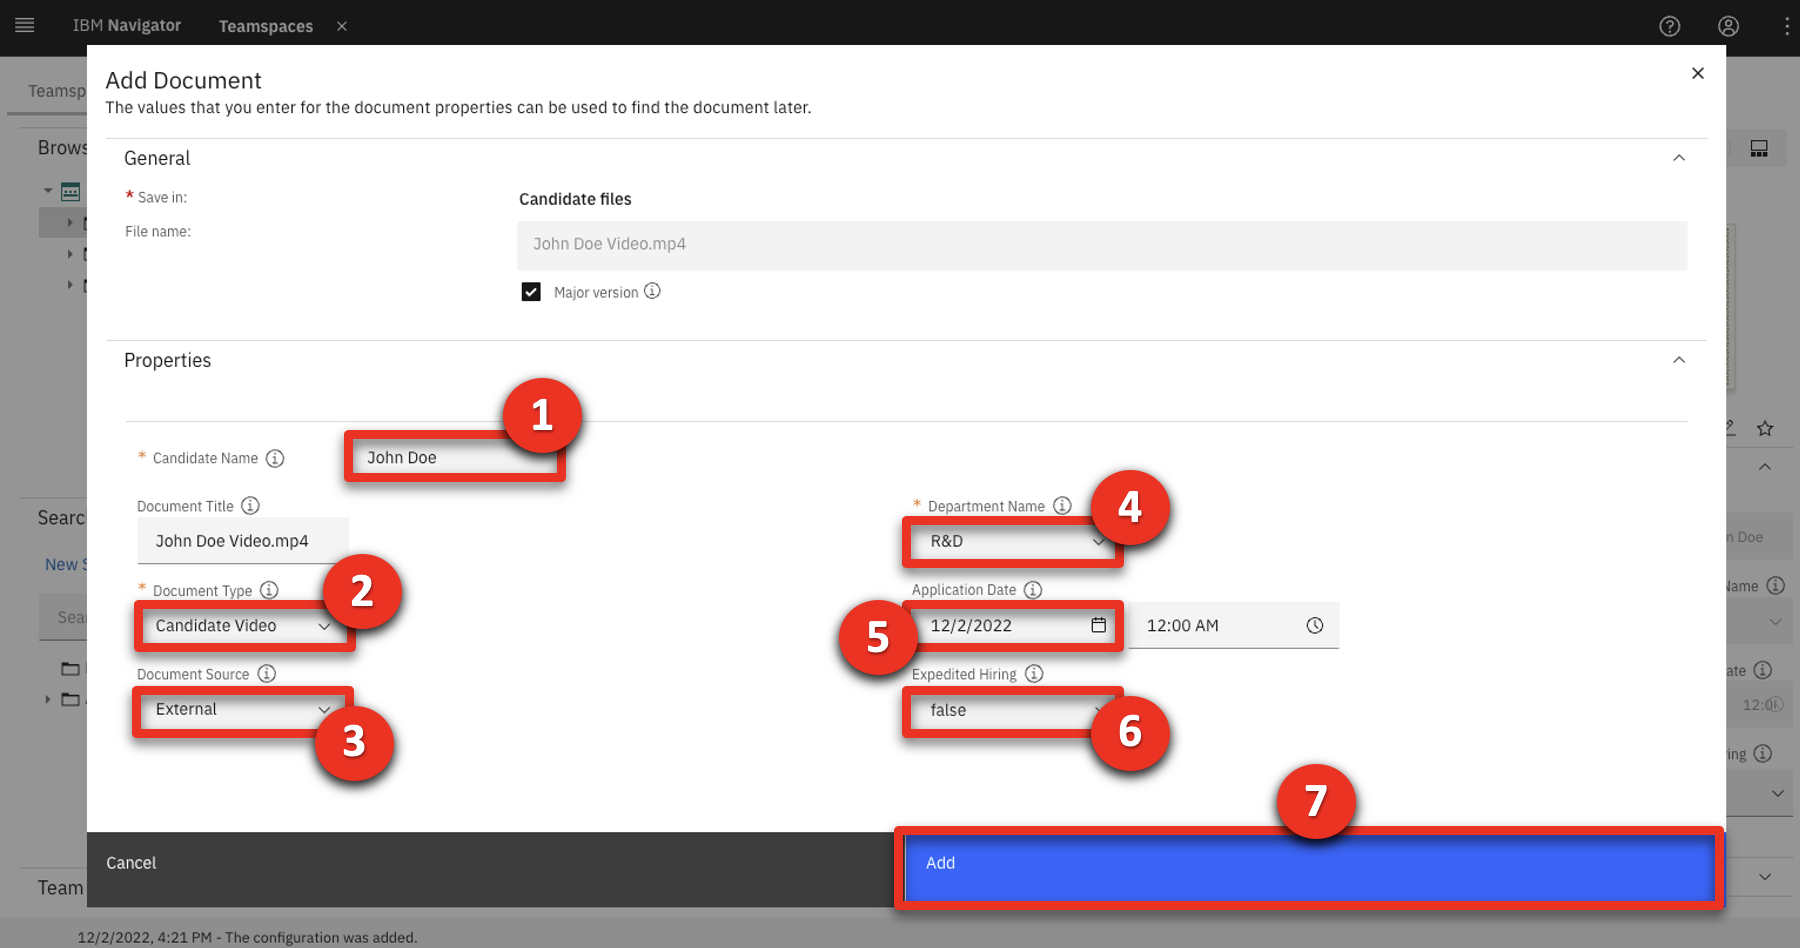 IBM Navigator Teamspaces
Teamsp
Add Document
The values that you enter for the document properties can be used to find the document later.
Brows
General
* Save in: Candidate files
File name: John Doe Video.mp4
Major version
Properties
1
* Candidate Name John Doe
Document Title
John Doe Video.mp4
* Department Name 4
R&D
2
* Document Type
Candidate Video
Application Date
5 12/2/2022 12:00 AM
Document Source
External
3
Expedited Hiring
false
6
7
Cancel Add
Searc
New S
Sear
Team
n Doe
Name
ate
12:0
ring
12/2/2022, 4:21 PM - The configuration was added.